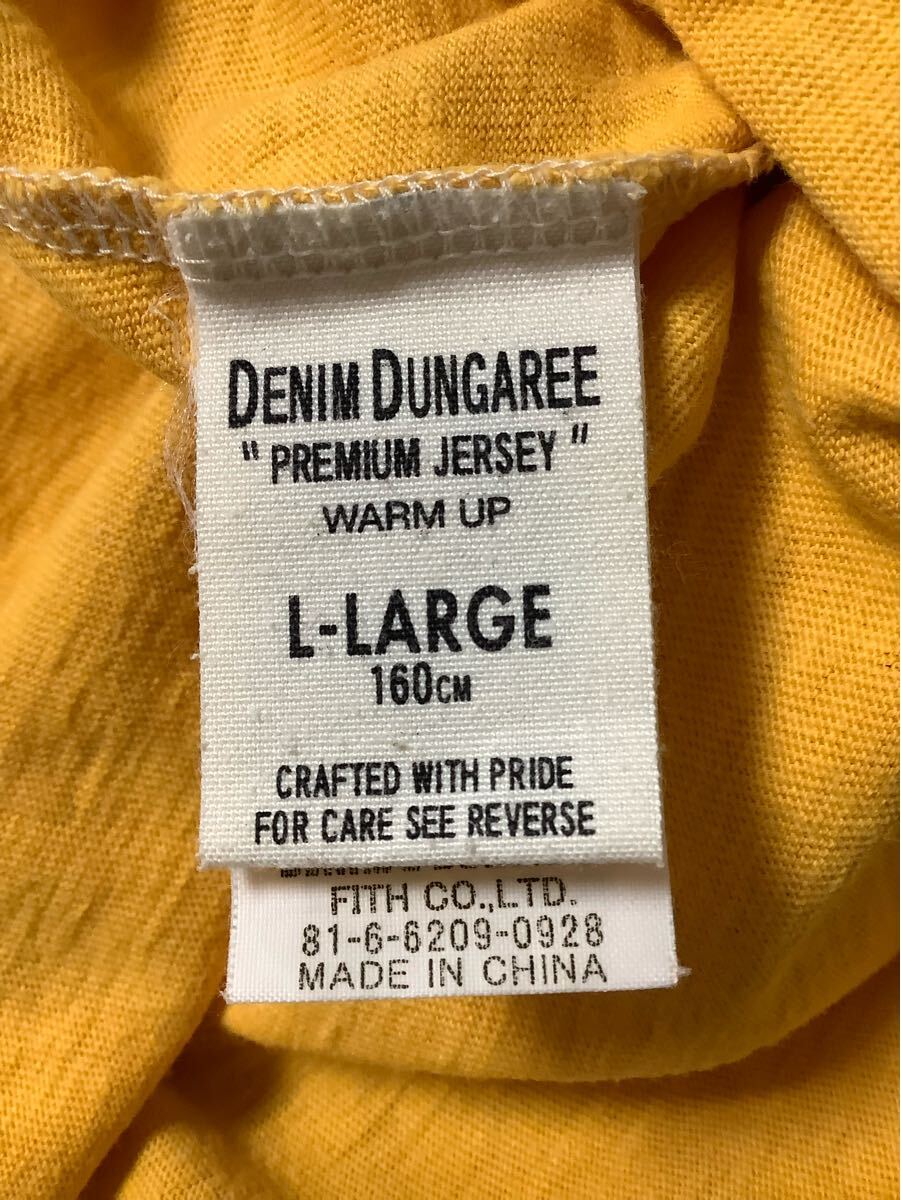 DENIM DUNGAREE
" PREMIUM JERSEY "
WARM UP
L-LARGE
160CM
CRAFTED WITH PRIDE
FOR CARE SEE REVERSE
FITH CO.,LTD.
81-6-6209-0928
MADE IN CHINA